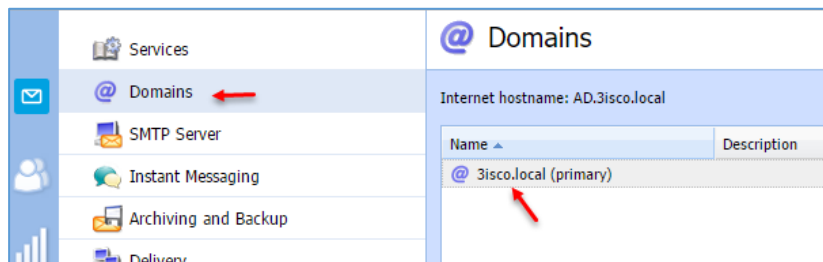 Services
Domains
SMTP Server
Instant Messaging
Archiving and Backup
Delivery
Domains
Internet hostname: AD.3isco.local
Name Description
3isco.local (primary)